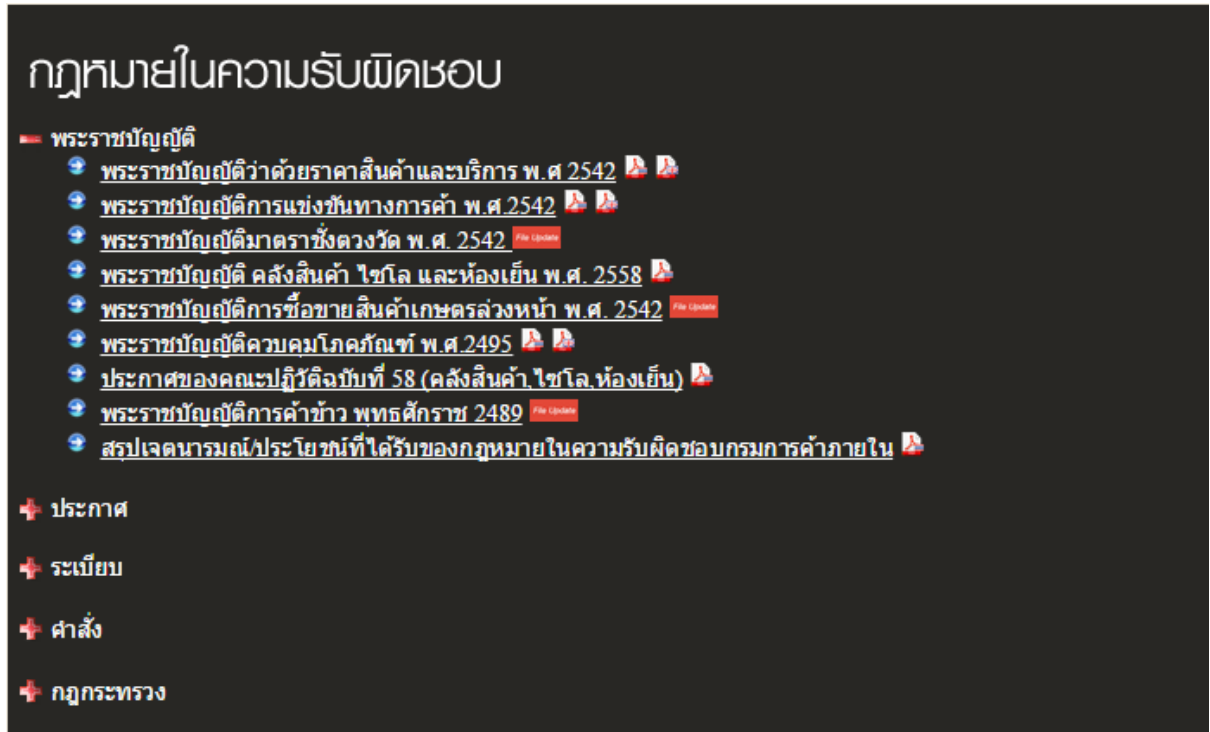 กฎหมายในความรับผิดชอบ
พระราชบัญญัติ
พระราชบัญญัติว่าด้วยราคาสินค้าและบริการ พ.ศ 2542
พระราชบัญญัติการแข่งขันทางการค้า พ.ศ.2542
พระราชบัญญัติมาตราชั่งตวงวัด พ.ศ. 2542 File Update
พระราชบัญญัติ คลังสินค้า ไซโล และห้องเย็น พ.ศ. 2558
พระราชบัญญัติการซื้อขายสินค้าเกษตรล่วงหน้า พ.ศ. 2542 File Update
พระราชบัญญัติควบคุมโภคภัณฑ์ พ.ศ.2495
ประกาศของคณะปฏิวัติฉบับที่ 58 (คลังสินค้า,ไซโล,ห้องเย็น)
พระราชบัญญัติการค้าข้าว พุทธศักราช 2489 File Update
สรุปเจตนารมณ์/ประโยชน์ที่ได้รับของกฎหมายในความรับผิดชอบกรมการค้าภายใน
ประกาศ
ระเบียบ
คำสั่ง
กฎกระทรวง